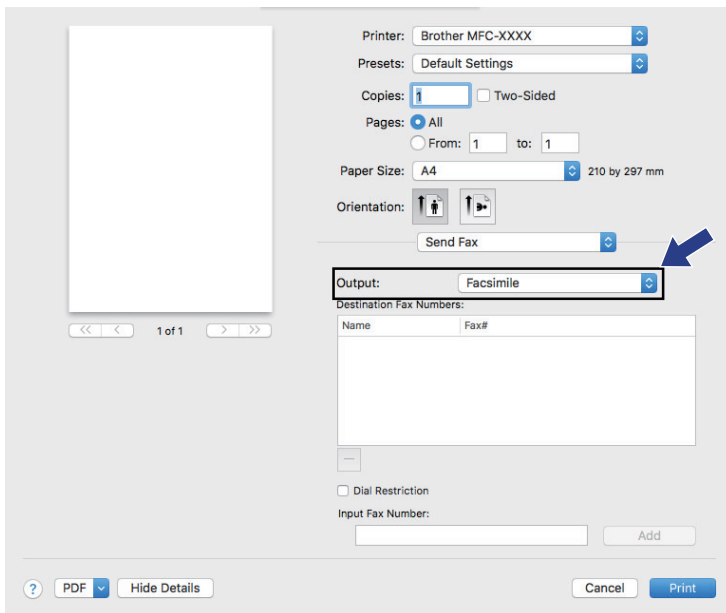 Printer: Brother MFC-XXXX
Presets: Default Settings
Copies: 1 Two-Sided
Pages: All
From: 1 to: 1
Paper Size: A4 210 by 297 mm
Orientation:
Send Fax
Output: Facsimile
Destination Fax Numbers:
Name Fax#
1 of 1
Dial Restriction
Input Fax Number:
Add
? PDF Hide Details Cancel Print